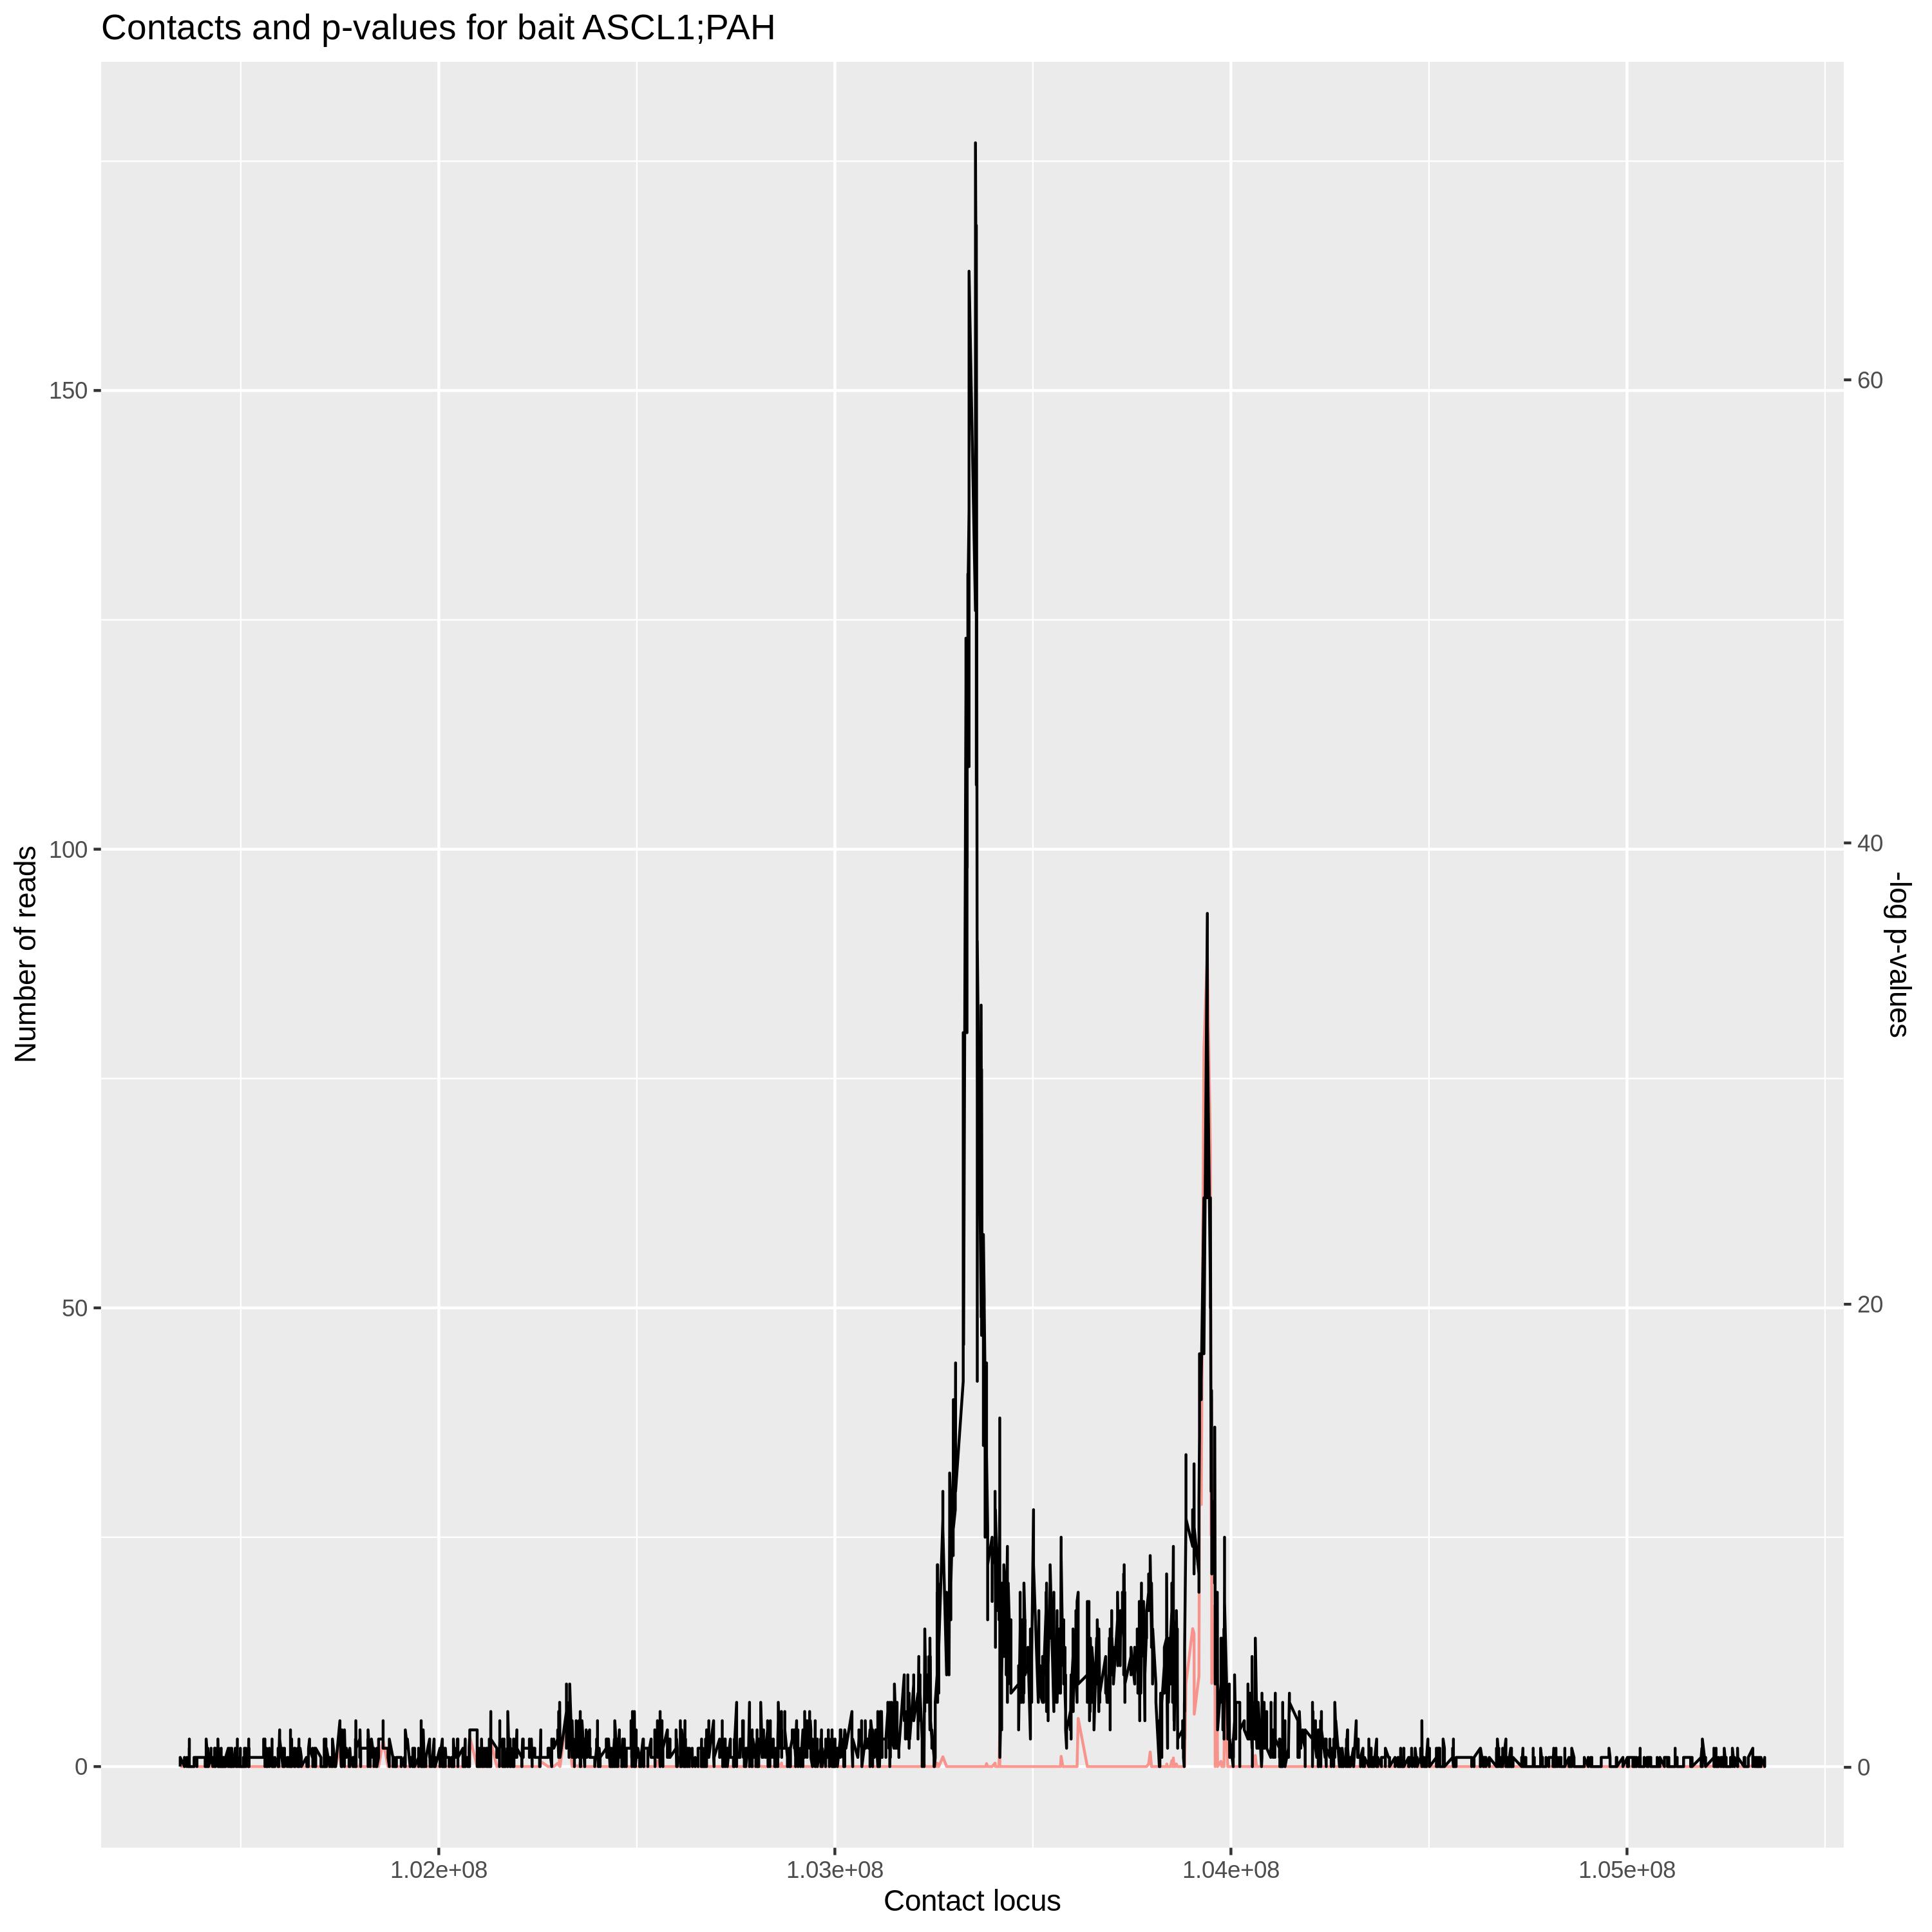 Contacts and p-values for bait ASCL1;PAH
150
100
50
0
Number of reads
60
40
20
0
-log p-values
1.02e+08
1.03e+08
1.04e+08
1.05e+08
Contact locus